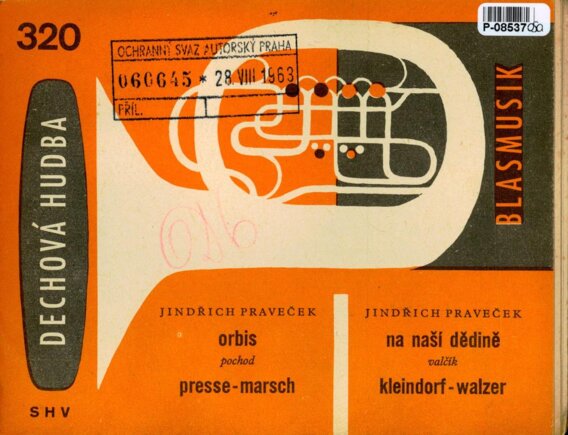 320
P-08537
OCHRANNÝ SVAZ AUTORSKÝ PRAHA
060645 * 28 VIII 1963
PŘÍL.
DECHOVÁ HUDBA
BLASMUSIK
JINDŘICH PRAVEČEK
orbis
pochod
presse-marsch
JINDŘICH PRAVEČEK
na naší dědině
valčík
kleindorf-walzer
SHV